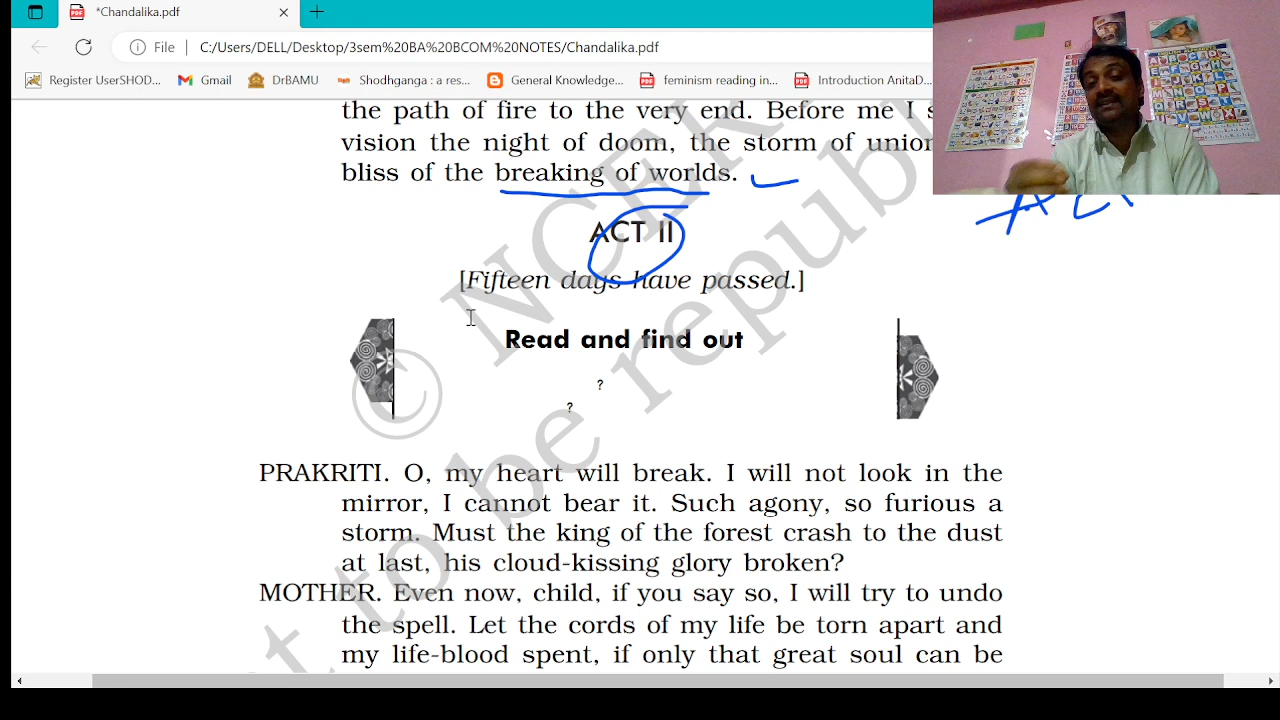 *Chandalika.pdf
File C:/Users/DELL/Desktop/3sem%20BA%20BCOM%20NOTES/Chandalika.pdf
Register UserSHOD... Gmail DrBAMU Shodhganga : a res... General Knowledge... feminism reading in... Introduction AnitaD...
the path of fire to the very end. Before me I
vision the night of doom, the storm of union
bliss of the breaking of worlds.
ACT II
[Fifteen days have passed.]
Read and find out
?
?
PRAKRITI. O, my heart will break. I will not look in the
mirror, I cannot bear it. Such agony, so furious a
storm. Must the king of the forest crash to the dust
at last, his cloud-kissing glory broken?
MOTHER. Even now, child, if you say so, I will try to undo
the spell. Let the cords of my life be torn apart and
my life-blood spent, if only that great soul can be